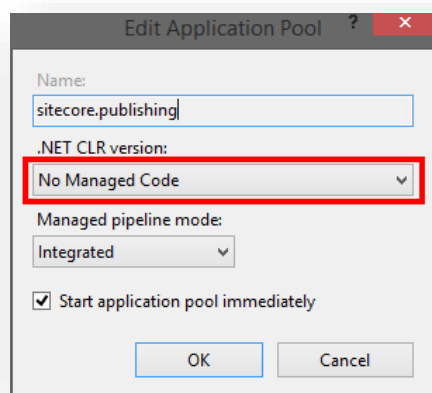 Edit Application Pool ? ×
Name:
sitecore.publishing
.NET CLR version:
No Managed Code
Managed pipeline mode:
Integrated
Start application pool immediately
OK Cancel